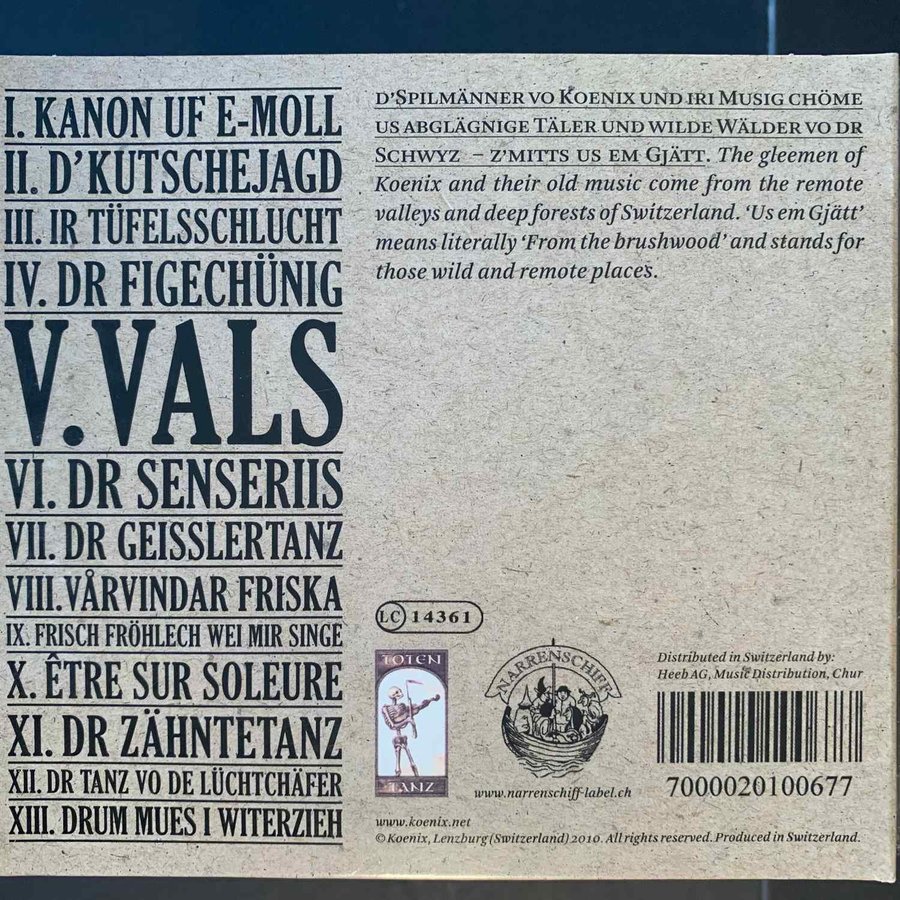 I. KANON UF E-MOLL
II. D'KUTSCHEJAGD
III. IR TÜFELSSCHLUCHT
IV. DR FIGECHÜNIG
V. VALS
VI. DR SENSERIIS
VII. DR GEISSLERTANZ
VIII. VÅRVINDAR FRISKA
IX. FRISCH FRÖHLECH WEI MIR SINGE
X. ÊTRE SUR SOLEURE
XI. DR ZÄHNTETANZ
XII. DR TANZ VO DE LÜCHTCHÄFER
XIII. DRUM MUES I WITERZIEH
D'SPILMÄNNER VO KOENIX UND IRI MUSIG CHÖME
US ABGLÄGNIGE TÄLER UND WILDE WÄLDER VO DR
SCHWYZ – Z'MITTS US EM GJÄTT. The gleemen of
Koenix and their old music come from the remote
valleys and deep forests of Switzerland. 'Us em Gjätt'
means literally 'From the brushwood' and stands for
those wild and remote places.
LC 14361
TOTEN
TANZ
NARRENSCHIFF
www.narrenschiff-label.ch
Distributed in Switzerland by:
Heeb AG, Music Distribution, Chur
7000020100677
www.koenix.net
© Koenix, Lenzburg (Switzerland) 2010. All rights reserved. Produced in Switzerland.